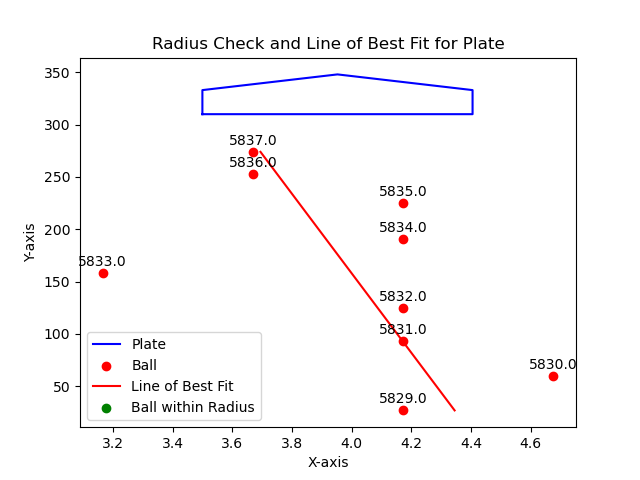 Radius Check and Line of Best Fit for Plate
350
300
250
200
150
100
50
Y-axis
5837.0
5836.0
5835.0
5834.0
5833.0
5832.0
5831.0
5830.0
5829.0
Plate
Ball
Line of Best Fit
Ball within Radius
3.2 3.4 3.6 3.8 4.0 4.2 4.4 4.6
X-axis